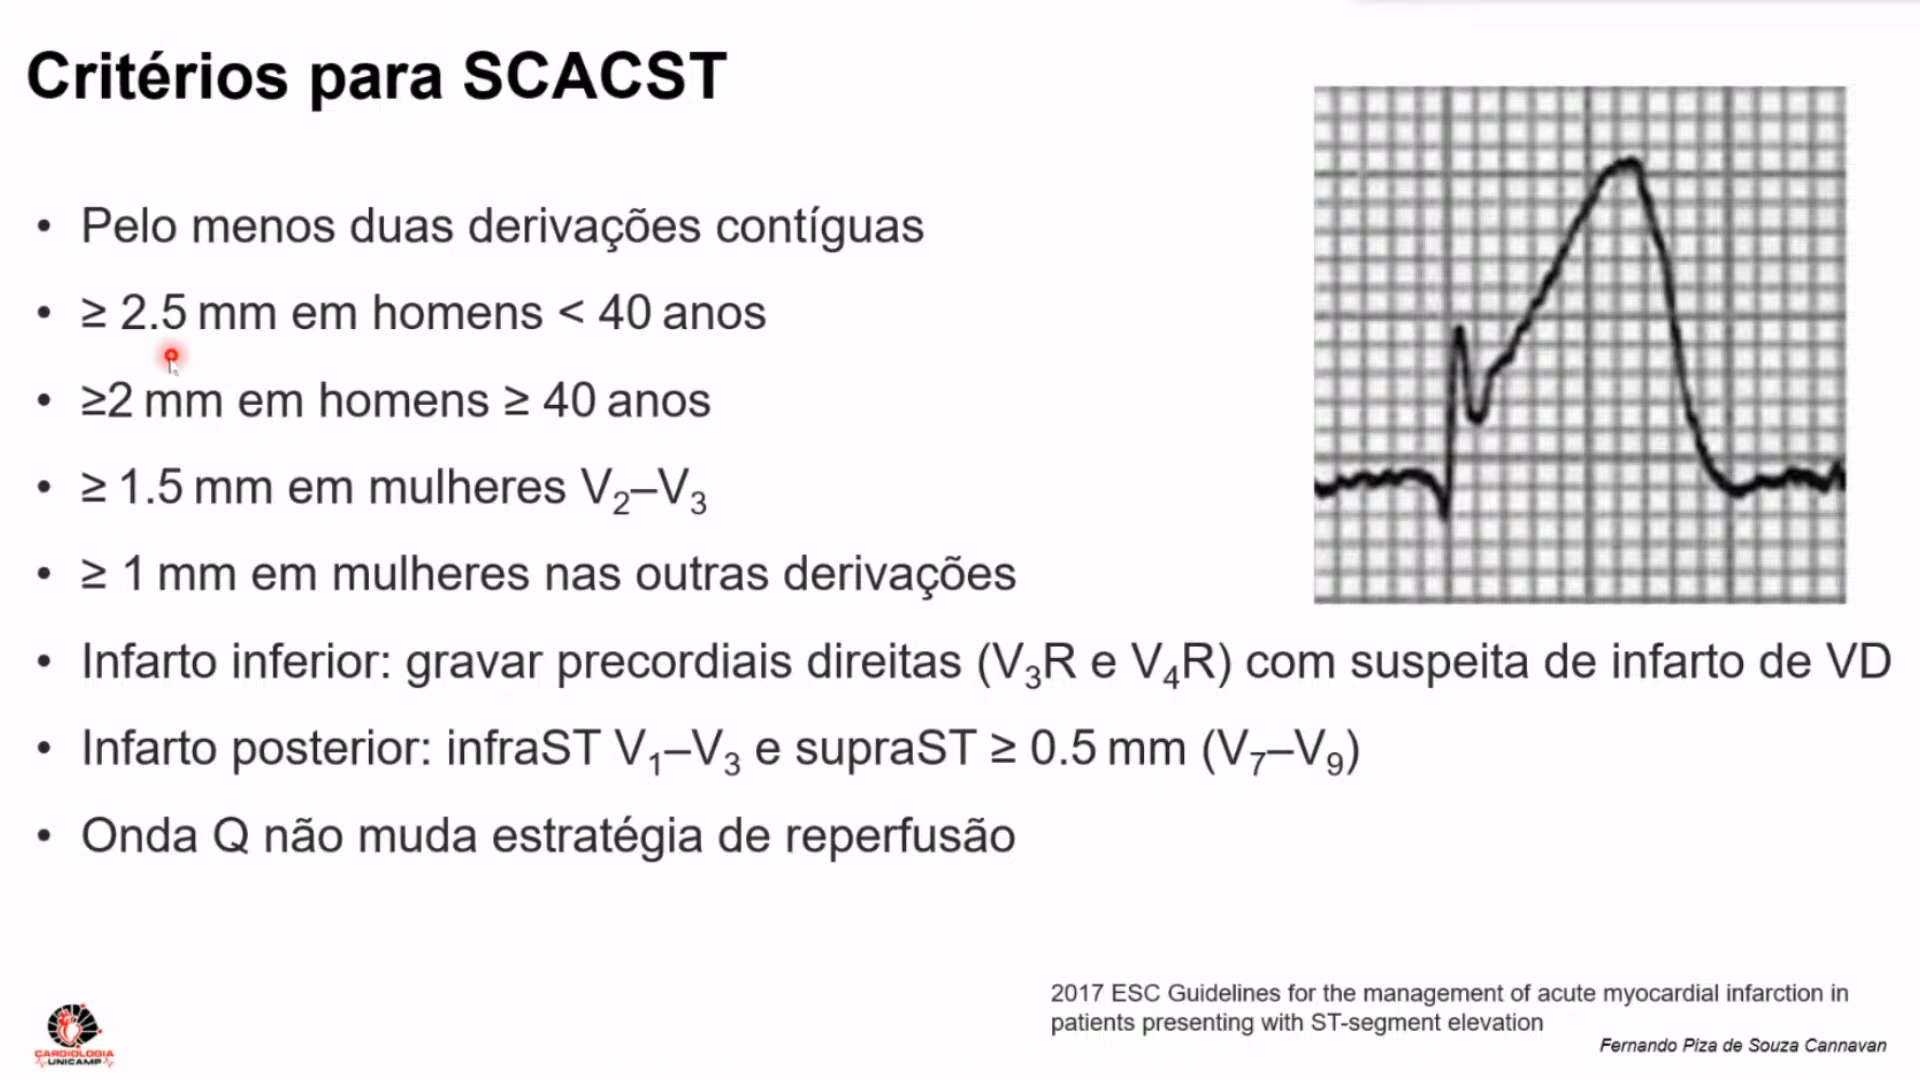 Critérios para SCACST
• Pelo menos duas derivações contíguas
• ≥ 2.5 mm em homens < 40 anos
• ≥2 mm em homens ≥ 40 anos
• ≥ 1.5 mm em mulheres V₂–V₃
• ≥ 1 mm em mulheres nas outras derivações
• Infarto inferior: gravar precordiais direitas (V₃R e V₄R) com suspeita de infarto de VD
• Infarto posterior: infraST V₁–V₃ e supraST ≥ 0.5 mm (V₇–V₉)
• Onda Q não muda estratégia de reperfusão
2017 ESC Guidelines for the management of acute myocardial infarction in
patients presenting with ST-segment elevation
Fernando Piza de Souza Cannavan
CARDIOLOGIA
UNICAMP